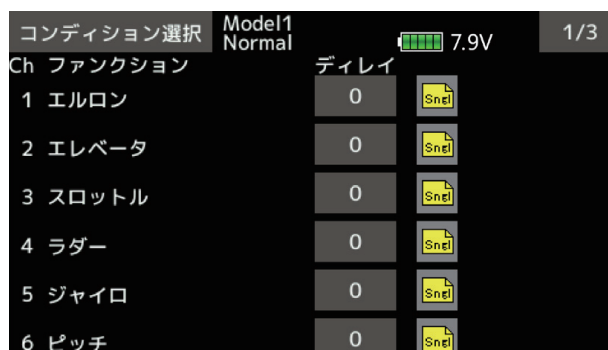 コンディション選択 Model1 Normal 7.9V 1/3
Ch ファンクション ディレイ
1 エルロン 0 Sngl
2 エレベータ 0 Sngl
3 スロットル 0 Sngl
4 ラダー 0 Sngl
5 ジャイロ 0 Sngl
6 ピッチ 0 Sngl